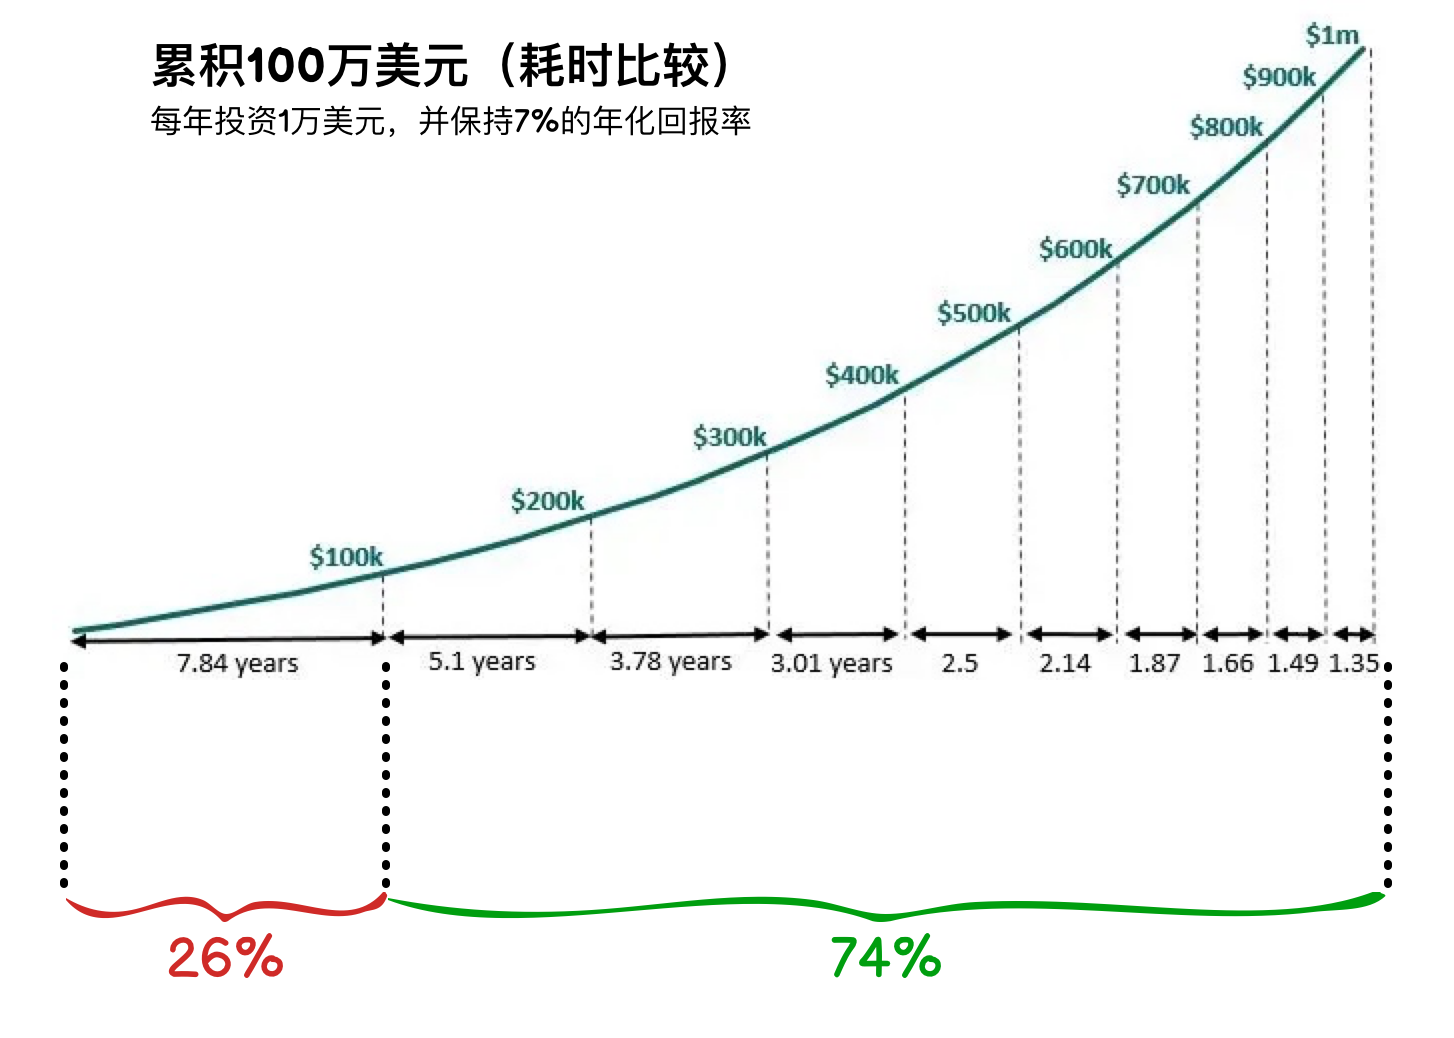 累积100万美元（耗时比较）
每年投资1万美元，并保持7%的年化回报率
$1m
$900k
$800k
$700k
$600k
$500k
$400k
$300k
$200k
$100k
7.84 years 5.1 years 3.78 years 3.01 years 2.5 2.14 1.87 1.66 1.49 1.35
26% 74%